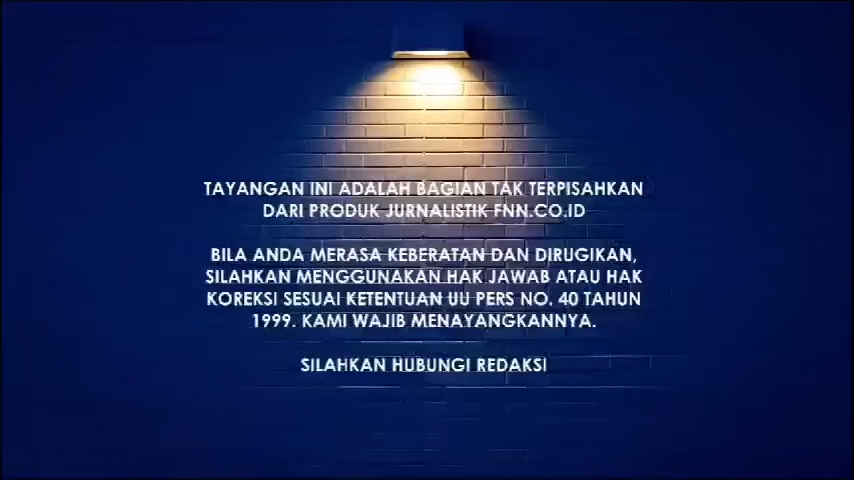 TAYANGAN INI ADALAH BAGIAN TAK TERPISAHKAN
DARI PRODUK JURNALISTIK FNN.CO.ID
BILA ANDA MERASA KEBERATAN DAN DIRUGIKAN,
SILAHKAN MENGGUNAKAN HAK JAWAB ATAU HAK
KOREKSI SESUAI KETENTUAN UU PERS NO. 40 TAHUN
1999. KAMI WAJIB MENAYANGKANNYA.
SILAHKAN HUBUNGI REDAKSI